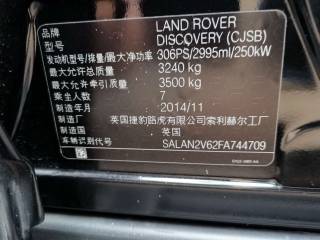 品牌 LAND ROVER
型号 DISCOVERY (CJSB)
发动机型号/排量/最大净功率 306PS/2995ml/250kW
最大允许总质量 3240 kg
最大允许牵引质量 3500 kg
乘坐人数 7
制造年月 2014/11
制造厂 英国捷豹路虎有限公司索利赫尔工厂
制造国 英国
车辆识别代号 SALAN2V62FA744709